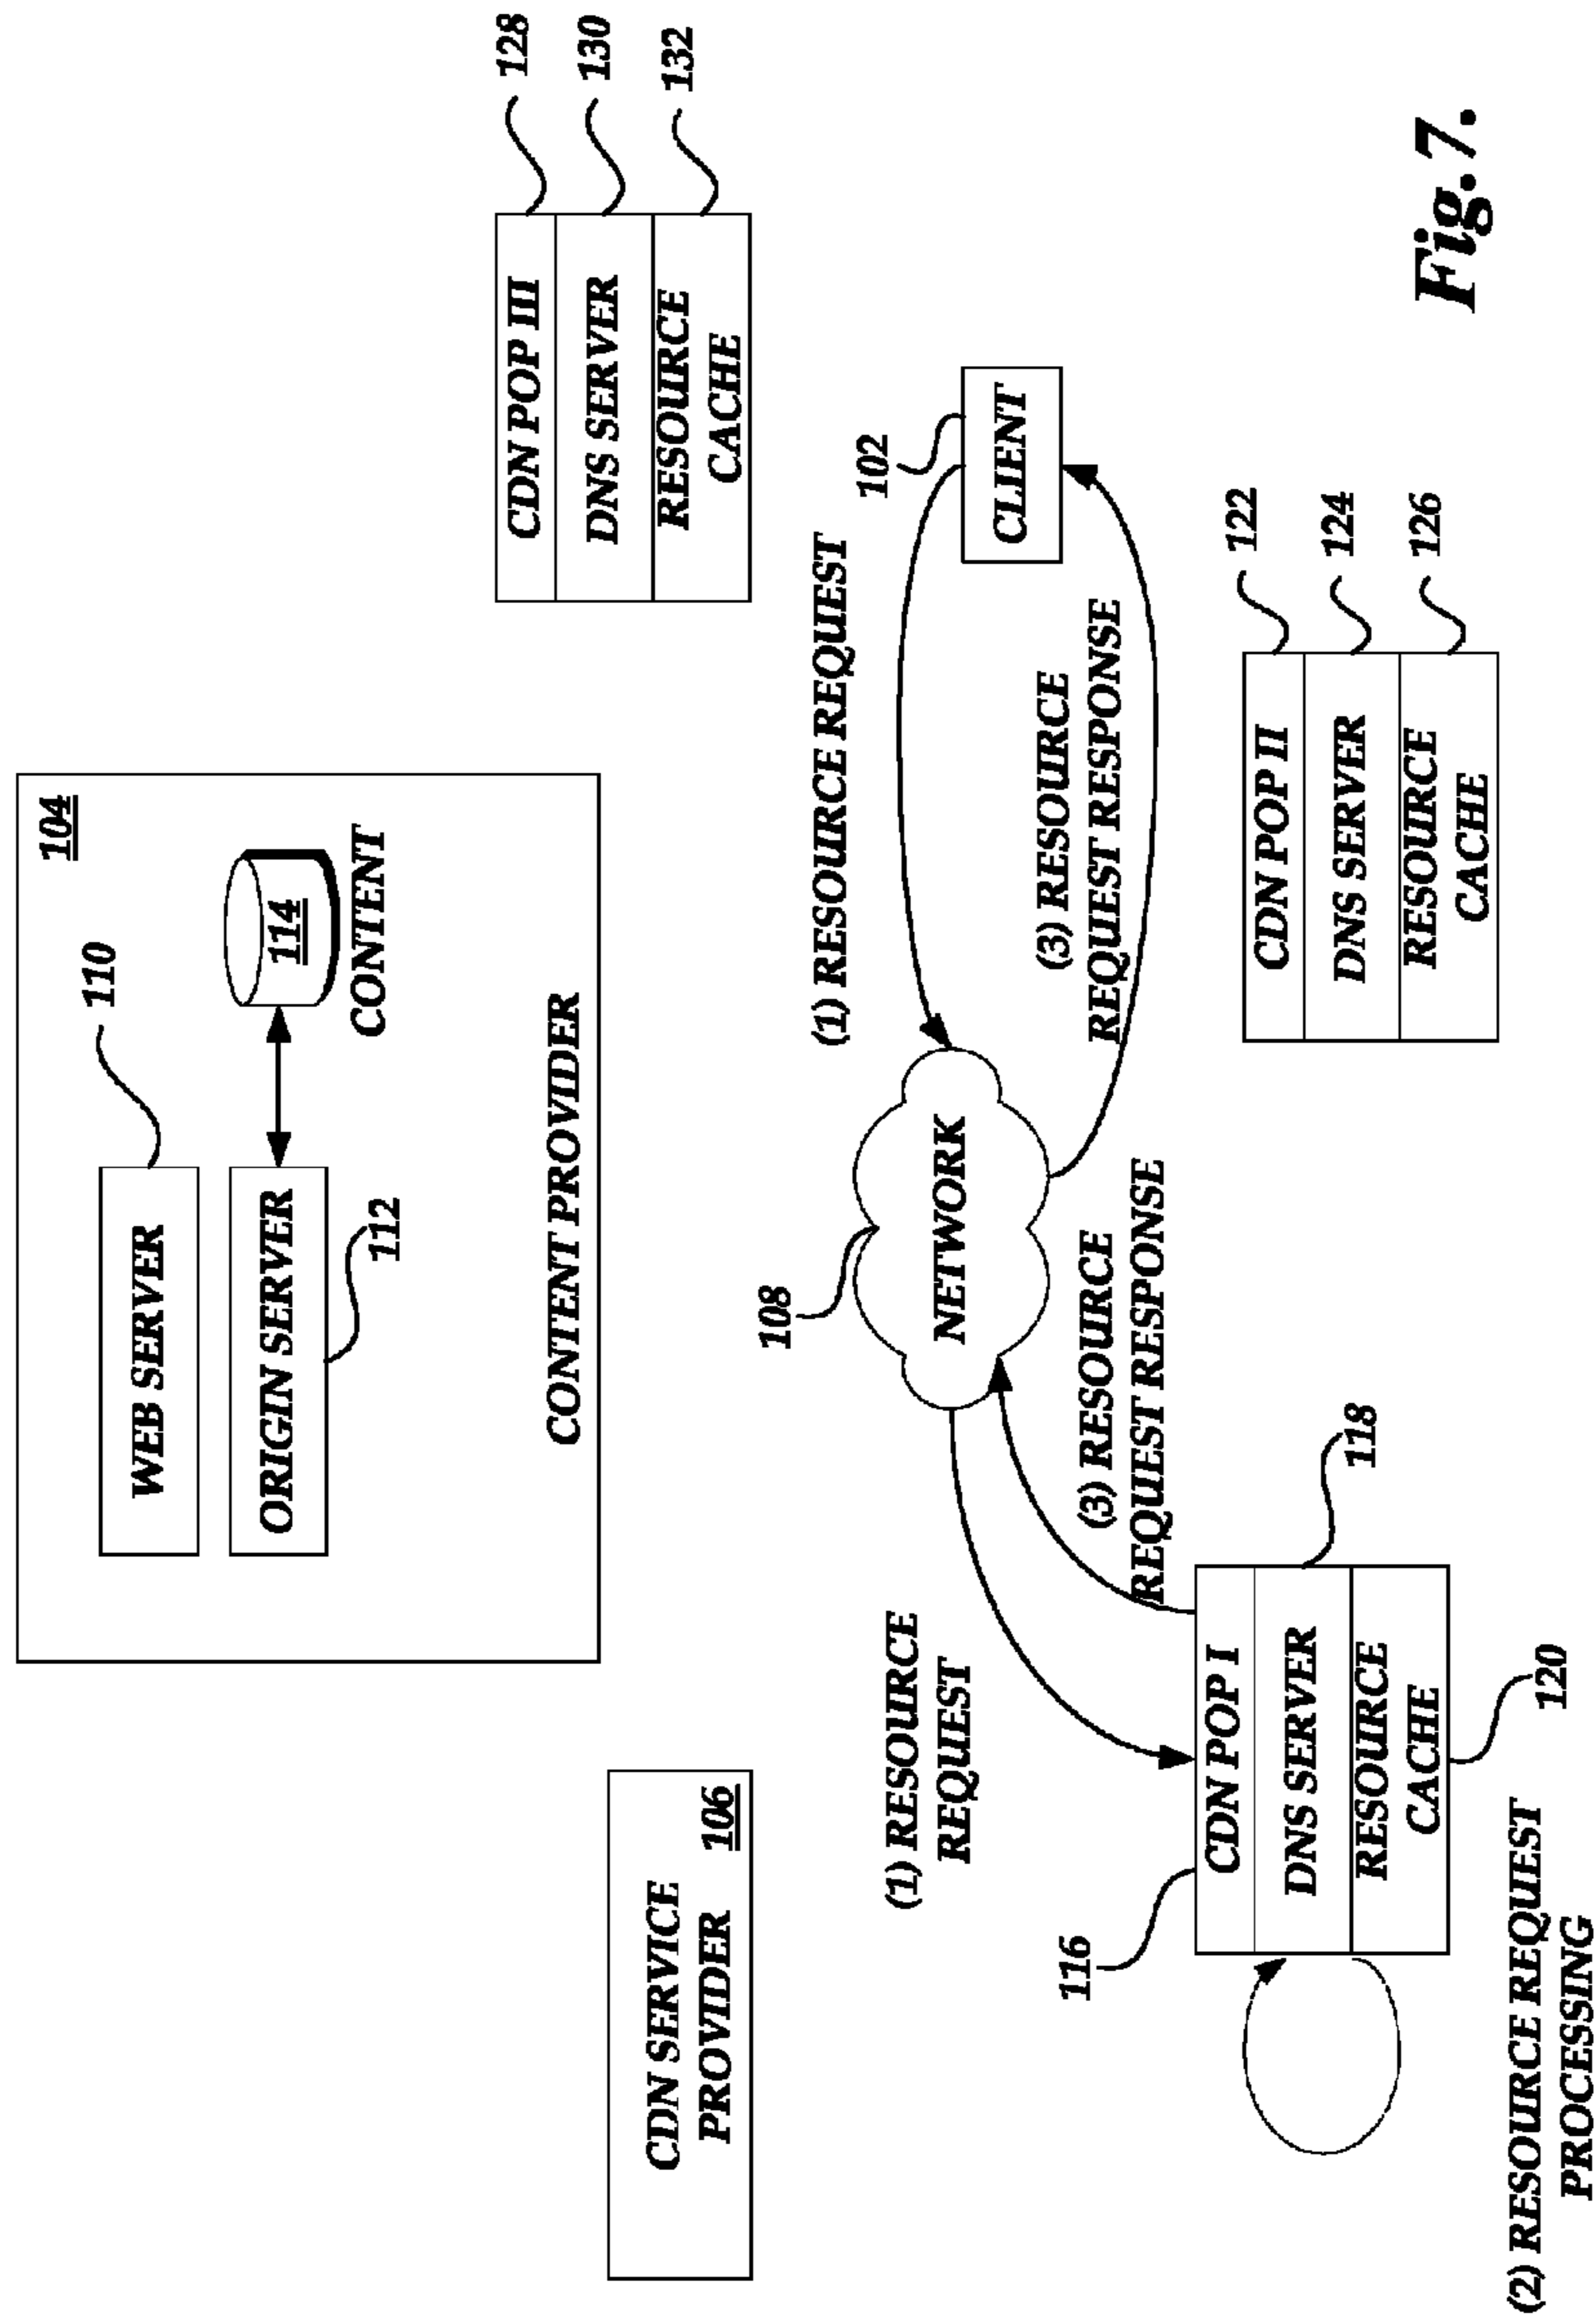 104
110
WEB SERVER
ORIGIN SERVER
112
114
CONTENT
CONTENT PROVIDER
CDN SERVICE
PROVIDER
106
128
130
132
CDN POP III
DNS SERVER
RESOURCE
CACHE
108
NETWORK
(1) RESOURCE REQUEST
102
CLIENT
(3) RESOURCE
REQUEST RESPONSE
(1) RESOURCE
REQUEST
(3) RESOURCE
REQUEST RESPONSE
116
CDN POP I
DNS SERVER
RESOURCE
CACHE
118
120
(2) RESOURCE REQUEST
PROCESSING
122
124
126
CDN POP II
DNS SERVER
RESOURCE
CACHE
Fig.7.